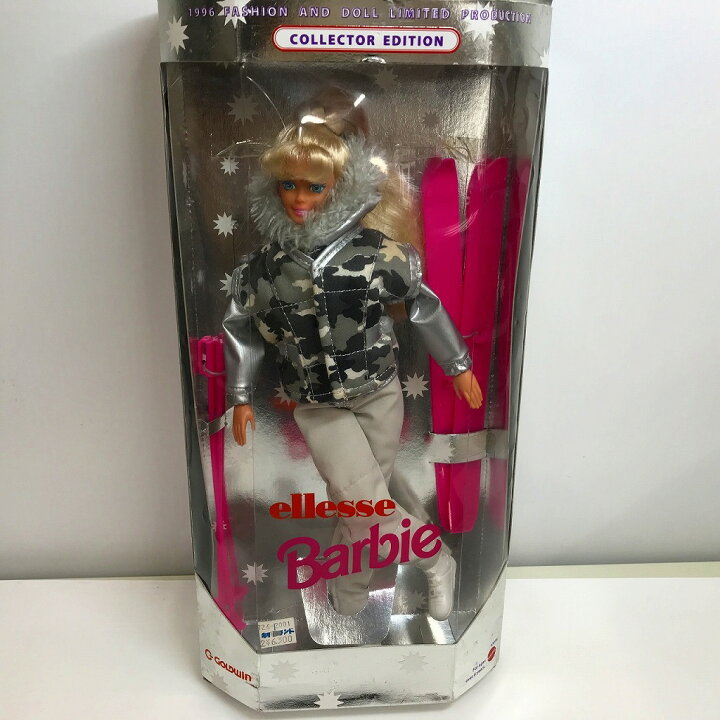 1996 FASHION AND DOLL LIMITED PRODUCTION
COLLECTOR EDITION
ellesse
Barbie
GOLDWIN